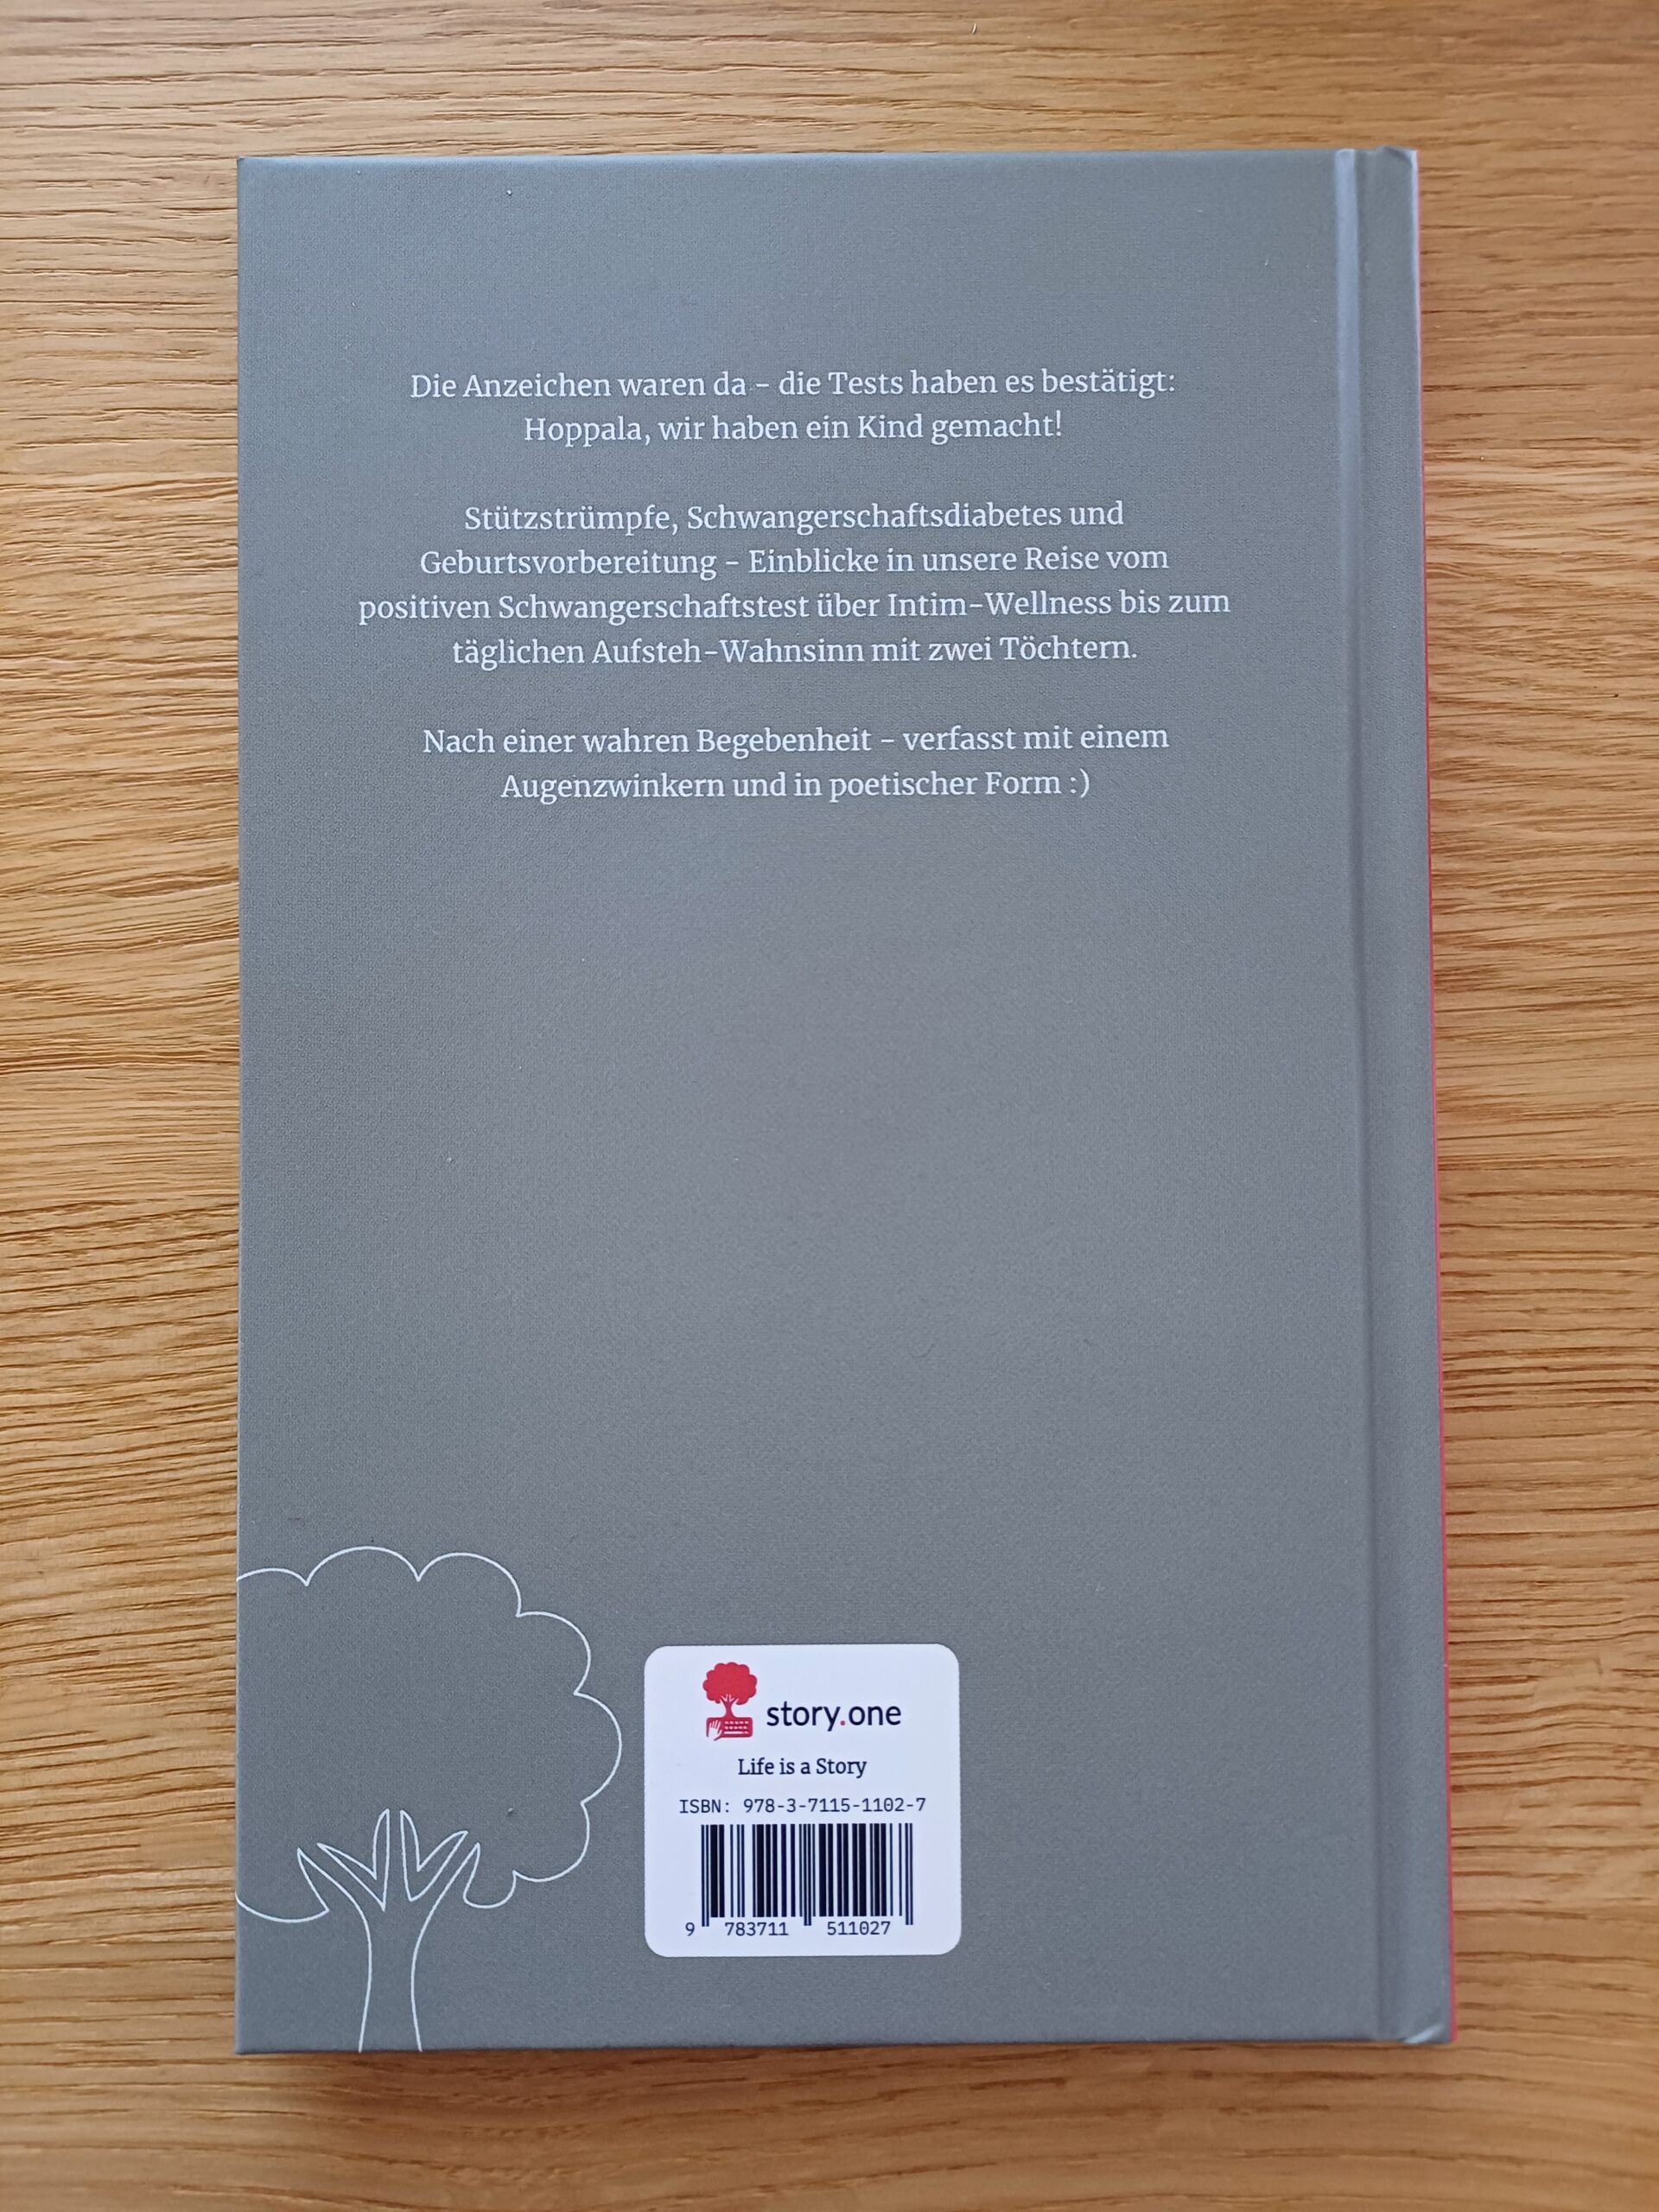 Die Anzeichen waren da - die Tests haben es bestätigt:
Hoppala, wir haben ein Kind gemacht!
Stützstrümpfe, Schwangerschaftsdiabetes und
Geburtsvorbereitung - Einblicke in unsere Reise vom
positiven Schwangerschaftstest über Intim-Wellness bis zum
täglichen Aufsteh-Wahnsinn mit zwei Töchtern.
Nach einer wahren Begebenheit - verfasst mit einem
Augenzwinkern und in poetischer Form :)
story.one
Life is a Story
ISBN: 978-3-7115-1102-7
9 783711 511027